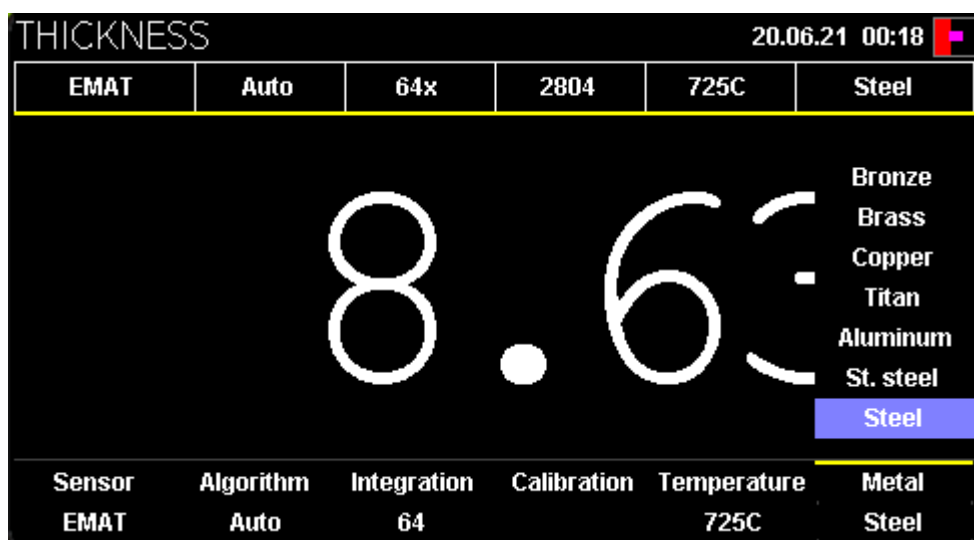 THICKNESS 20.06.21 00:18
EMAT Auto 64x 2804 725C Steel
8.63
Bronze
Brass
Copper
Titan
Aluminum
St. steel
Steel
Sensor Algorithm Integration Calibration Temperature Metal
EMAT Auto 64 725C Steel